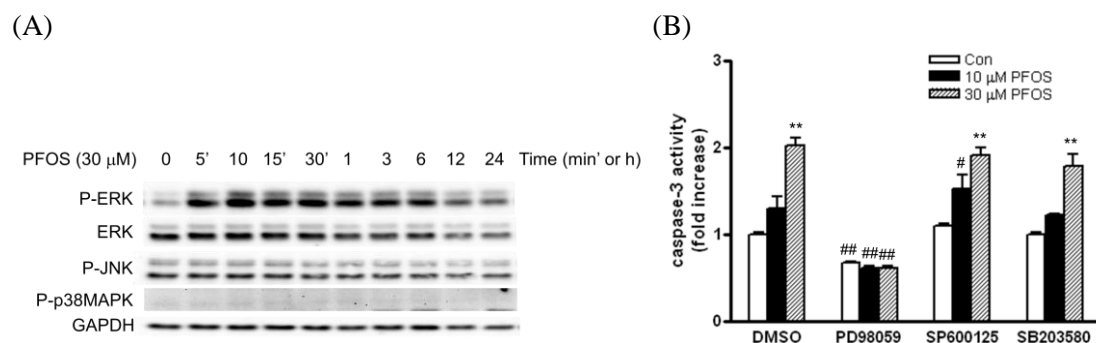 (A)
PFOS (30 μM) 0 5' 10 15' 30' 1 3 6 12 24 Time (min' or h)
P-ERK
ERK
P-JNK
P-p38MAPK
GAPDH
(B)
Con
10 μM PFOS
30 μM PFOS
caspase-3 activity
(fold increase)
3
2
1
0
**
## ## ##
# **
**
DMSO PD98059 SP600125 SB203580